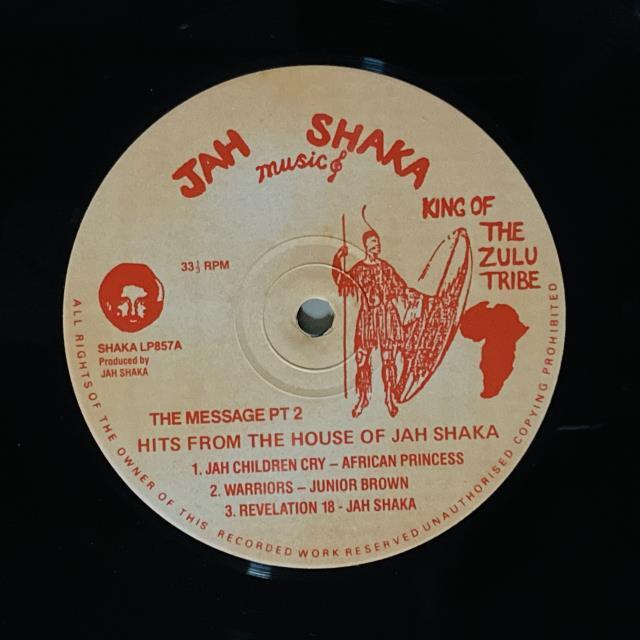 JAH SHAKA
music
KING OF
THE
ZULU
TRIBE
33⅓ RPM
SHAKA LP857A
Produced by
JAH SHAKA
THE MESSAGE PT 2
HITS FROM THE HOUSE OF JAH SHAKA
1. JAH CHILDREN CRY – AFRICAN PRINCESS
2. WARRIORS – JUNIOR BROWN
3. REVELATION 18 - JAH SHAKA
ALL RIGHTS OF THE OWNER OF THIS RECORDED WORK RESERVED UNAUTHORISED COPYING PROHIBITED